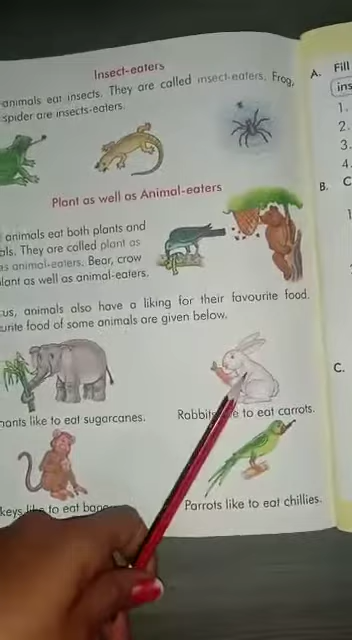 Insect-eaters
animals eat insects. They are called insect-eaters. Frog,
spider are insects-eaters.
Plant as well as Animal-eaters
animals eat both plants and
als. They are called plant as
as animal-eaters. Bear, crow
plant as well as animal-eaters.
us, animals also have a liking for their favourite food.
urite food of some animals are given below.
hants like to eat sugarcanes.
Rabbits to eat carrots.
keys like to eat
Parrots like to eat chillies.
A. Fill
ins
1.
2.
3.
4.
B. C
C.